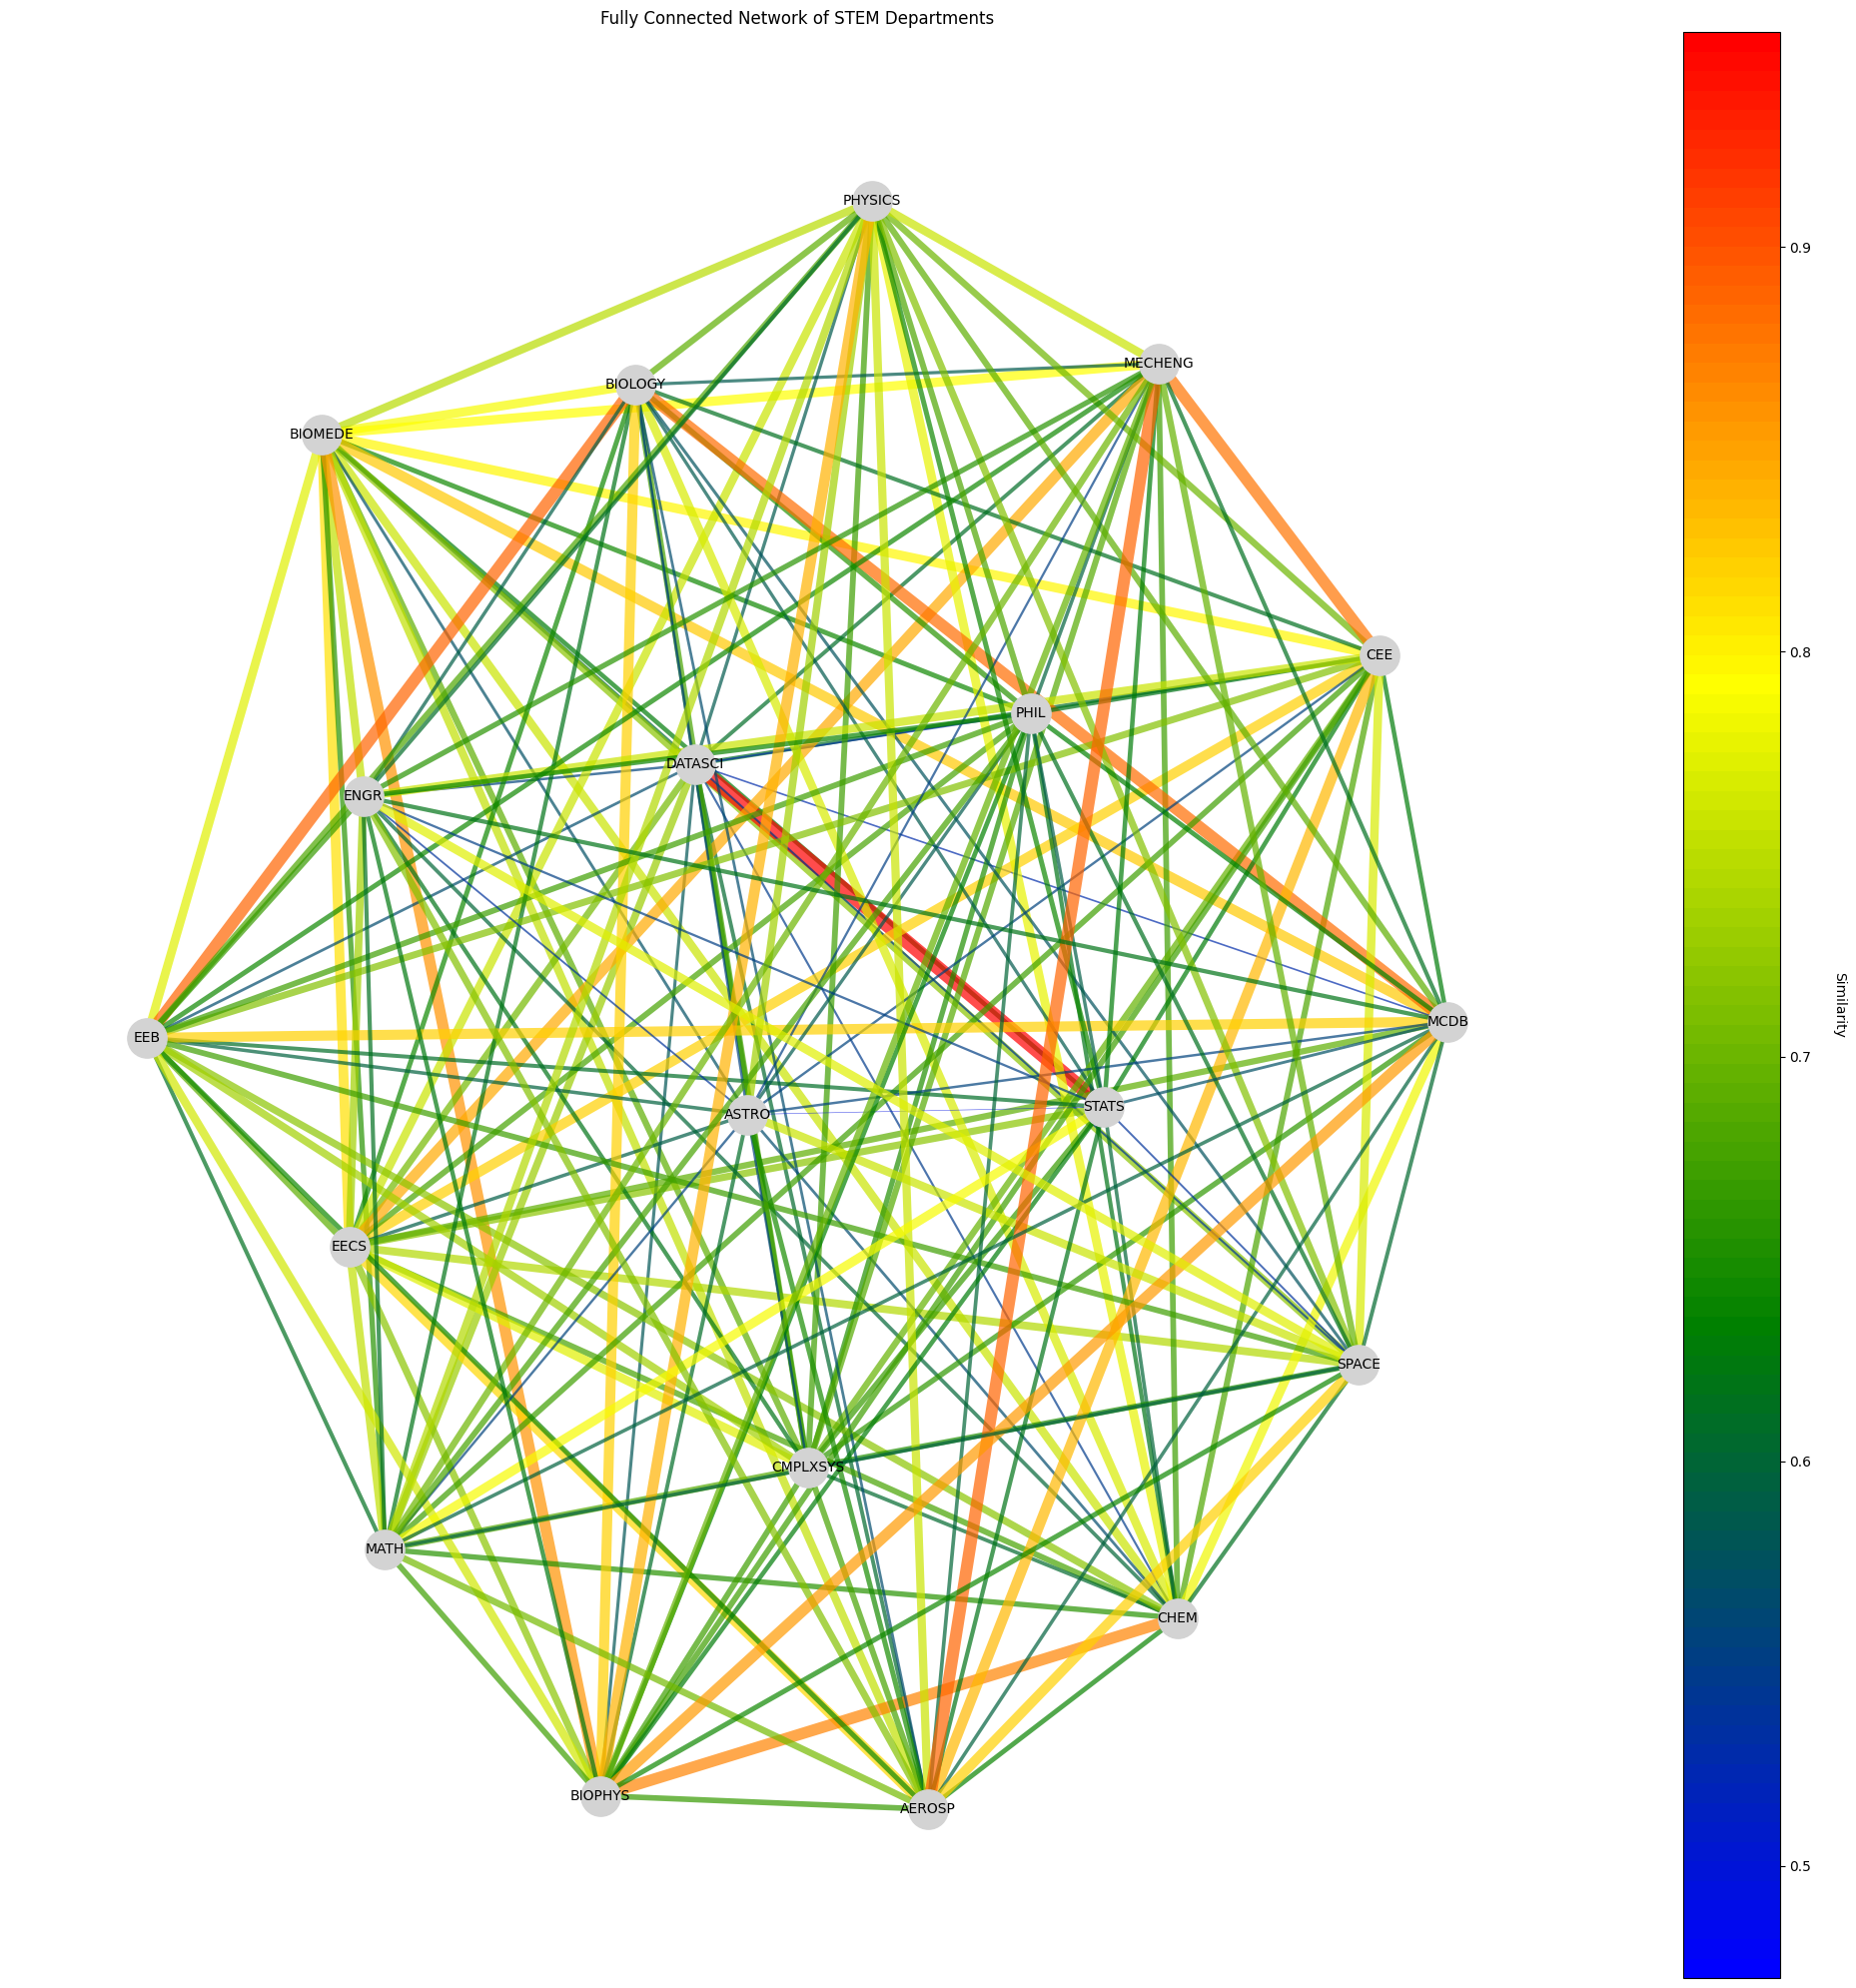 Fully Connected Network of STEM Departments
PHYSICS
MECHENG
BIOLOGY
BIOMEDE
CEE
PHIL
DATASCI
ENGR
MCDB
EEB
STATS
ASTRO
EECS
SPACE
CMPLXSYS
MATH
CHEM
BIOPHYS
AEROSP
0.9
0.8
0.7
0.6
0.5
Similarity